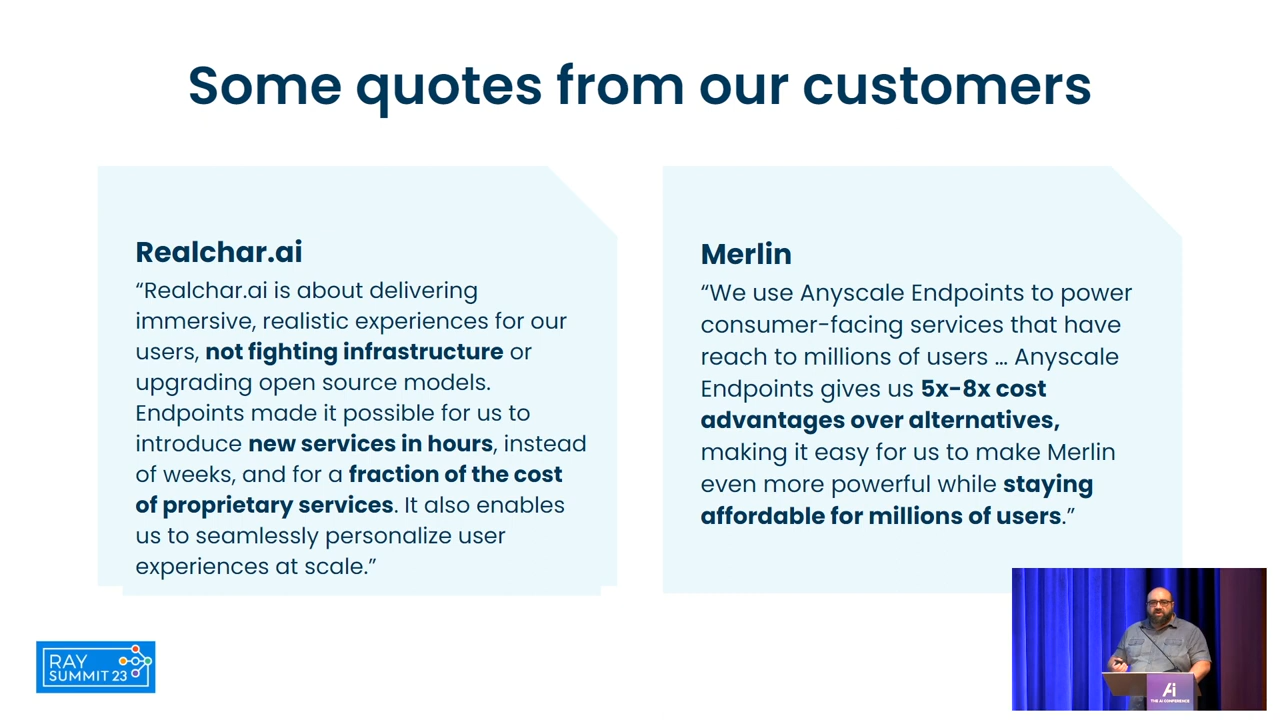 Some quotes from our customers
Realchar.ai
“Realchar.ai is about delivering
immersive, realistic experiences for our
users, not fighting infrastructure or
upgrading open source models.
Endpoints made it possible for us to
introduce new services in hours, instead
of weeks, and for a fraction of the cost
of proprietary services. It also enables
us to seamlessly personalize user
experiences at scale.”
Merlin
“We use Anyscale Endpoints to power
consumer-facing services that have
reach to millions of users ... Anyscale
Endpoints gives us 5x-8x cost
advantages over alternatives,
making it easy for us to make Merlin
even more powerful while staying
affordable for millions of users.”
RAY
SUMMIT 23
Ai
THE AI CONFERENCE